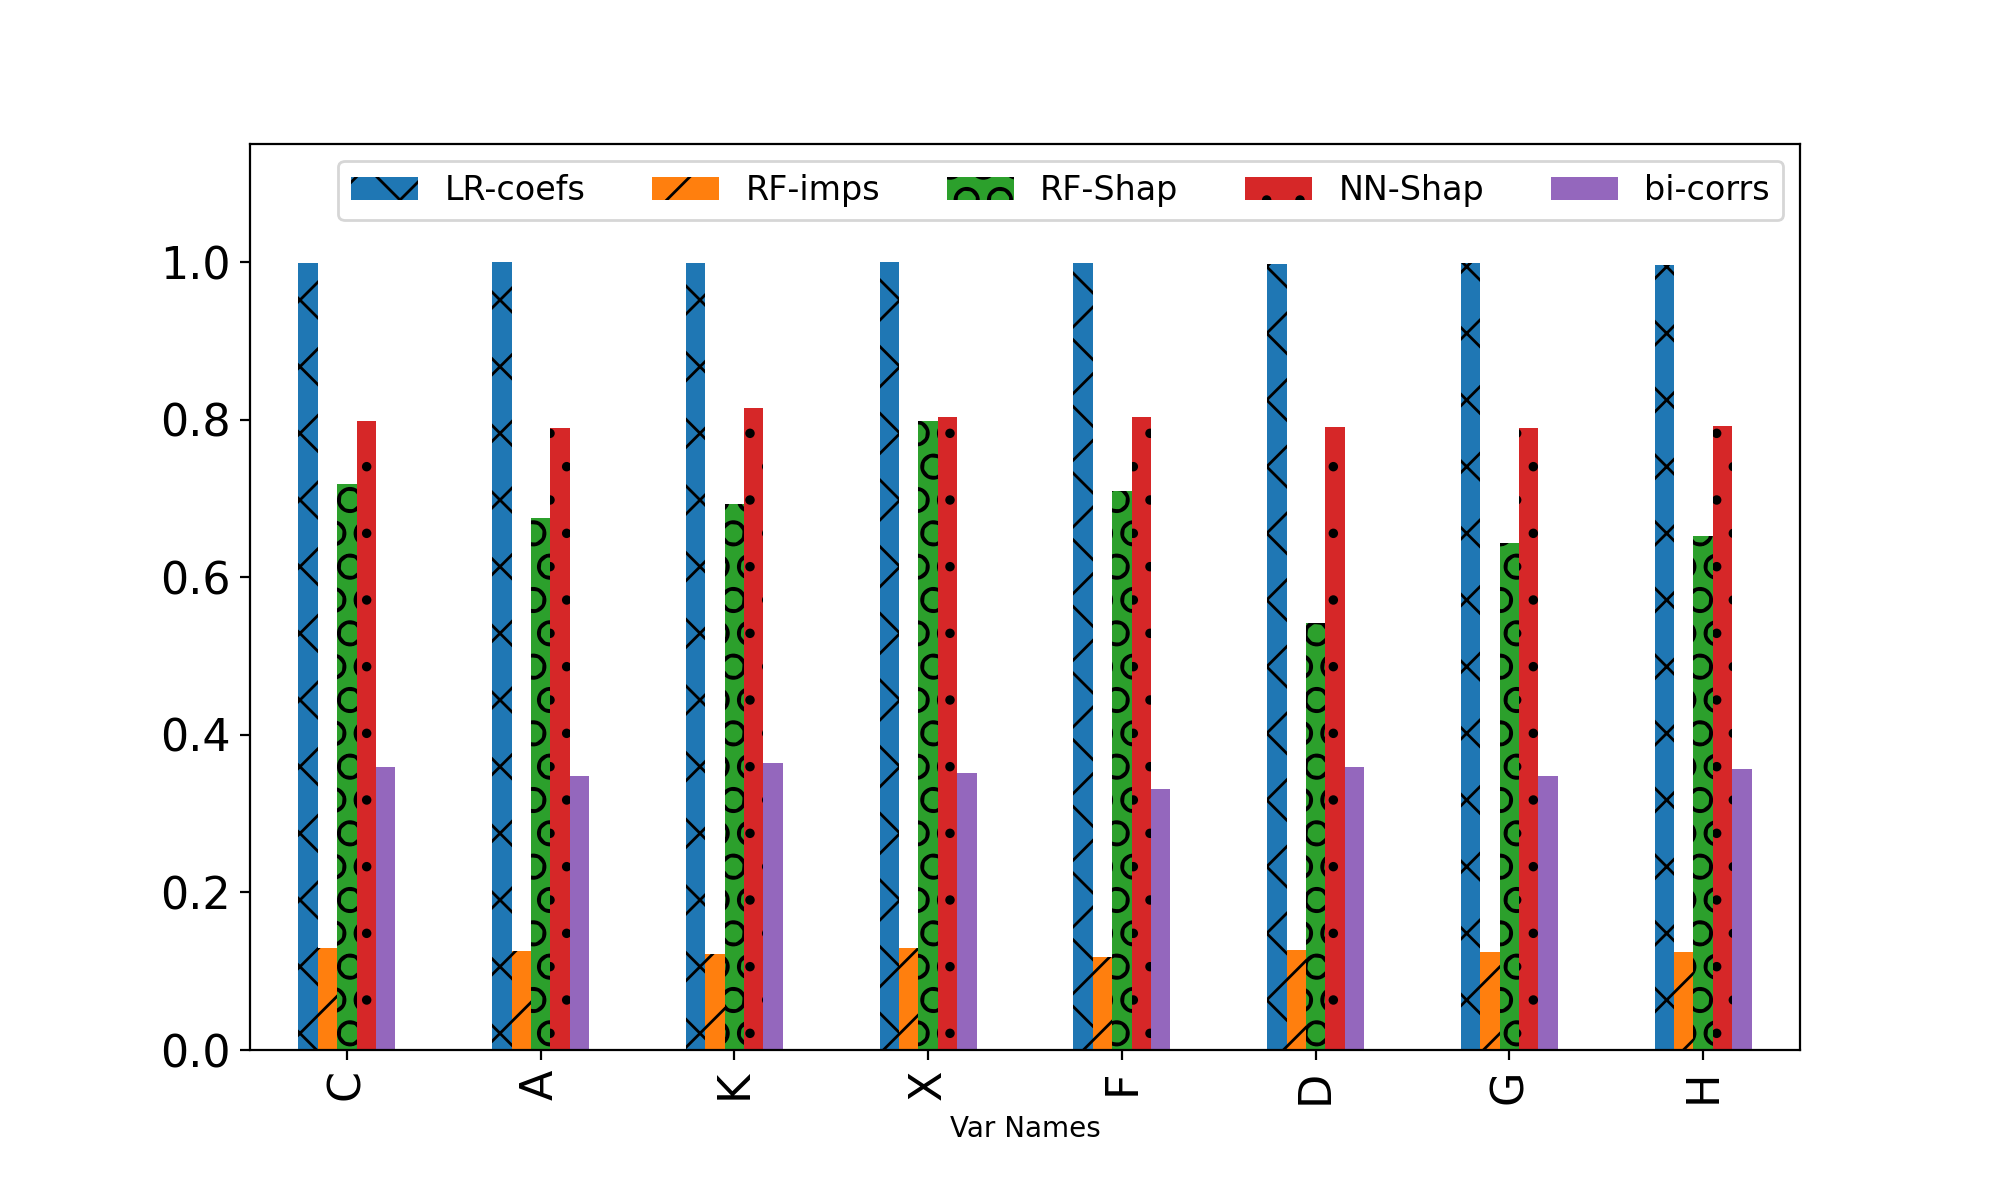 LR-coefs RF-imps RF-Shap NN-Shap bi-corrs
1.0
0.8
0.6
0.4
0.2
0.0
C A K X F D G H
Var Names